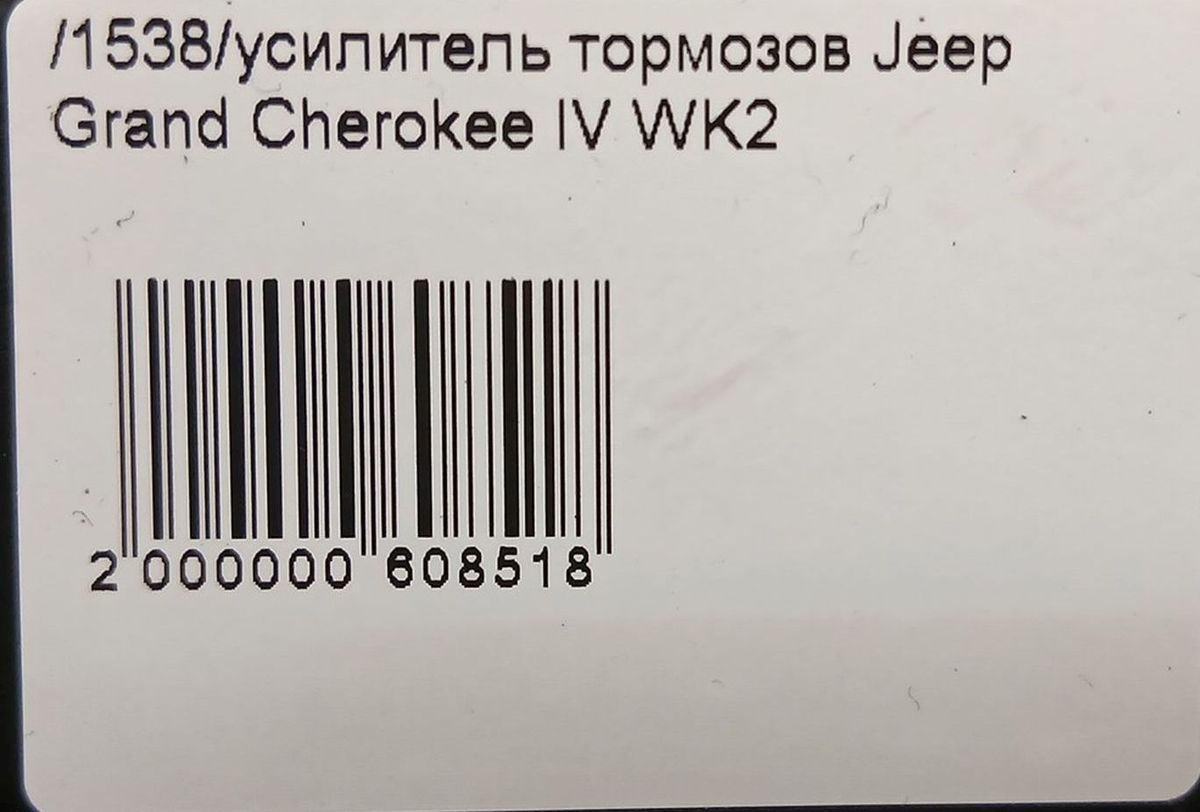 /1538/усилитель тормозов Jeep
Grand Cherokee IV WK2
2 000000 608518